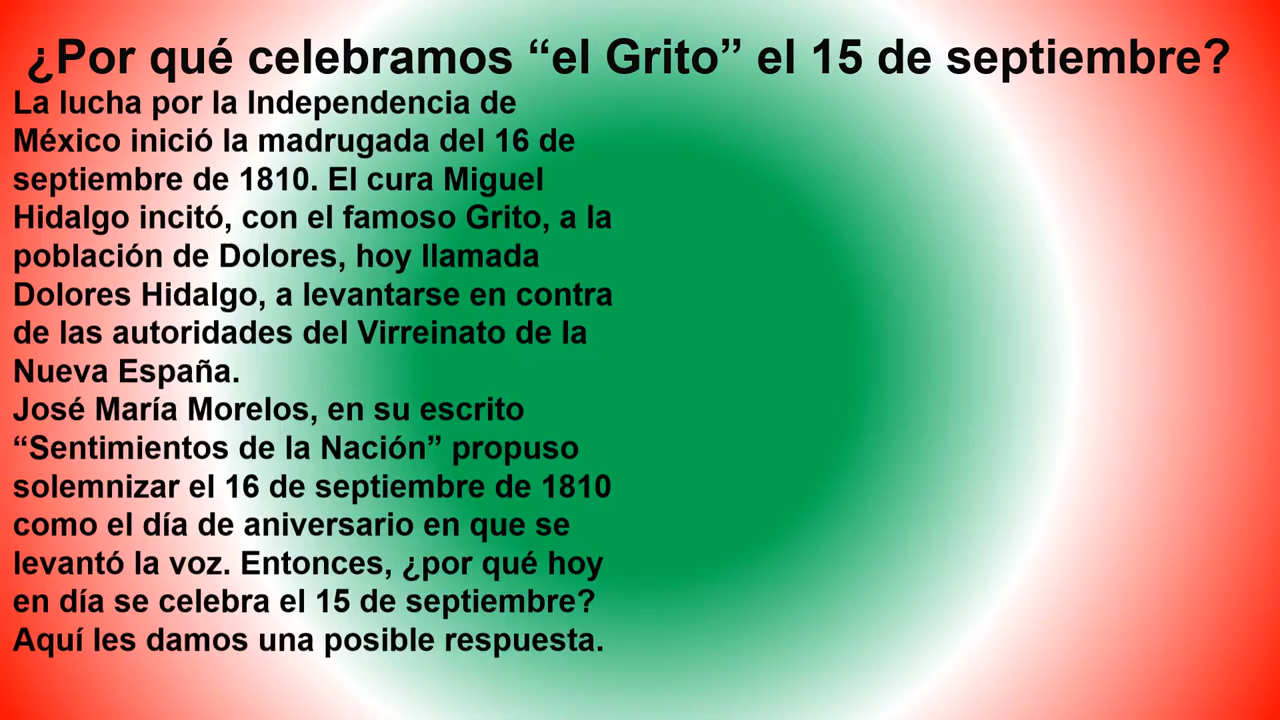 ¿Por qué celebramos “el Grito” el 15 de septiembre?
La lucha por la Independencia de
México inició la madrugada del 16 de
septiembre de 1810. El cura Miguel
Hidalgo incitó, con el famoso Grito, a la
población de Dolores, hoy llamada
Dolores Hidalgo, a levantarse en contra
de las autoridades del Virreinato de la
Nueva España.
José María Morelos, en su escrito
“Sentimientos de la Nación” propuso
solemnizar el 16 de septiembre de 1810
como el día de aniversario en que se
levantó la voz. Entonces, ¿por qué hoy
en día se celebra el 15 de septiembre?
Aquí les damos una posible respuesta.